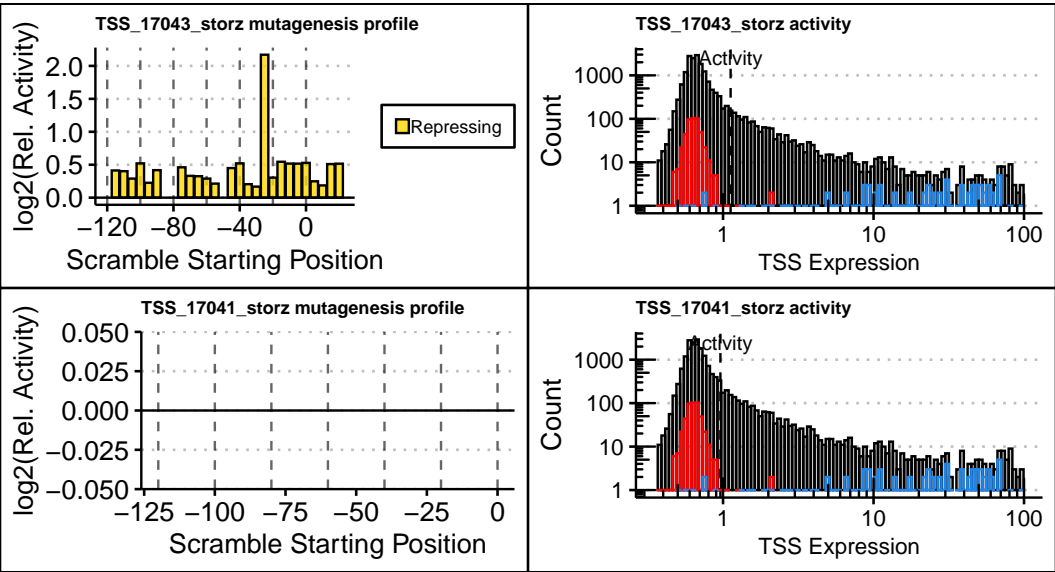 TSS_17043_storz mutagenesis profile
log2(Rel. Activity)
2.0
1.5
1.0
0.5
0.0
−120 −80 −40 0
Scramble Starting Position
Repressing
TSS_17043_storz activity
Activity
Count
1000
100
10
1
1 10 100
TSS Expression
TSS_17041_storz mutagenesis profile
log2(Rel. Activity)
0.050
0.025
0.000
−0.025
−0.050
−125 −100 −75 −50 −25 0
Scramble Starting Position
TSS_17041_storz activity
Activity
Count
1000
100
10
1
1 10 100
TSS Expression